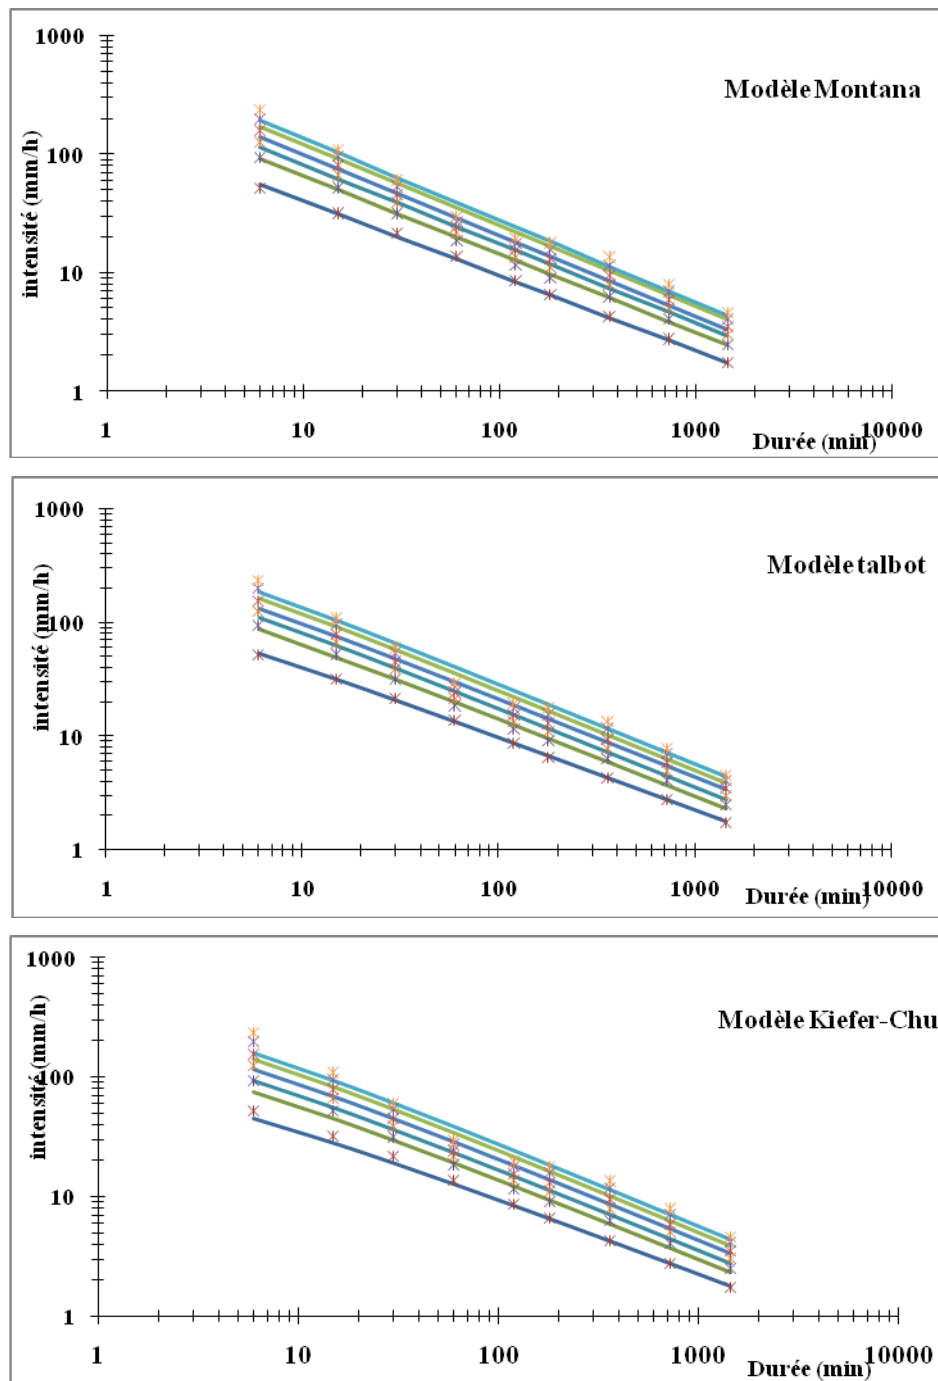 1000
Modèle Montana
100
intensité (mm/h)
10
1
1 10 100 1000 10000
Durée (min)
1000
Modèle talbot
100
intensité (mm/h)
10
1
1 10 100 1000 10000
Durée (min)
1000
Modèle Kiefer-Chu
100
intensité (mm/h)
10
1
1 10 100 1000 10000
Durée (min)